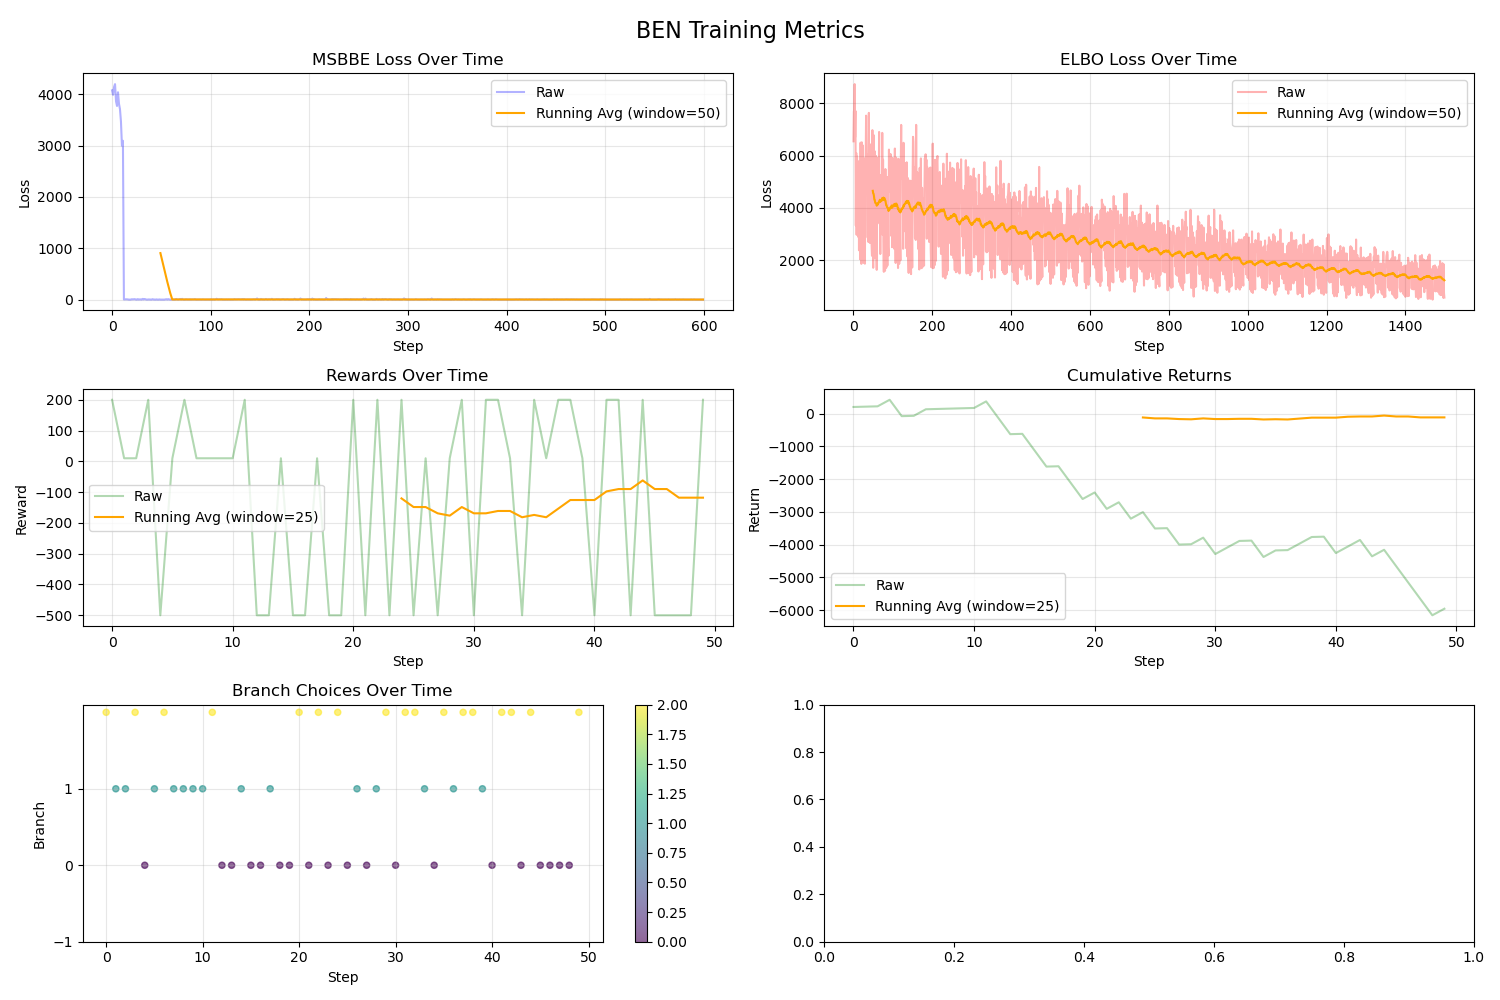 BEN Training Metrics
MSBBE Loss Over Time
Loss
4000
3000
2000
1000
0
Raw
Running Avg (window=50)
0 100 200 300 400 500 600
Step
ELBO Loss Over Time
Loss
8000
6000
4000
2000
Raw
Running Avg (window=50)
0 200 400 600 800 1000 1200 1400
Step
Rewards Over Time
Reward
200
100
0
−100
−200
−300
−400
−500
Raw
Running Avg (window=25)
0 10 20 30 40 50
Step
Cumulative Returns
Return
0
−1000
−2000
−3000
−4000
−5000
−6000
Raw
Running Avg (window=25)
0 10 20 30 40 50
Step
Branch Choices Over Time
Branch
1
0
−1
0 10 20 30 40 50
Step
2.00
1.75
1.50
1.25
1.00
0.75
0.50
0.25
0.00
1.0
0.8
0.6
0.4
0.2
0.0
0.0 0.2 0.4 0.6 0.8 1.0